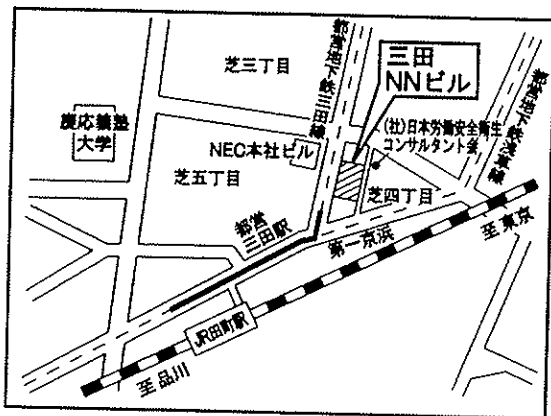 都営地下鉄三田線
三田
NNビル
都営地下鉄浅草線
芝三丁目
慶応義塾
大学
(社)日本労働安全衛生
コンサルタント会
NEC本社ビル
芝五丁目
芝四丁目
都営
三田駅
第一京浜
至東京
JR田町駅
至品川